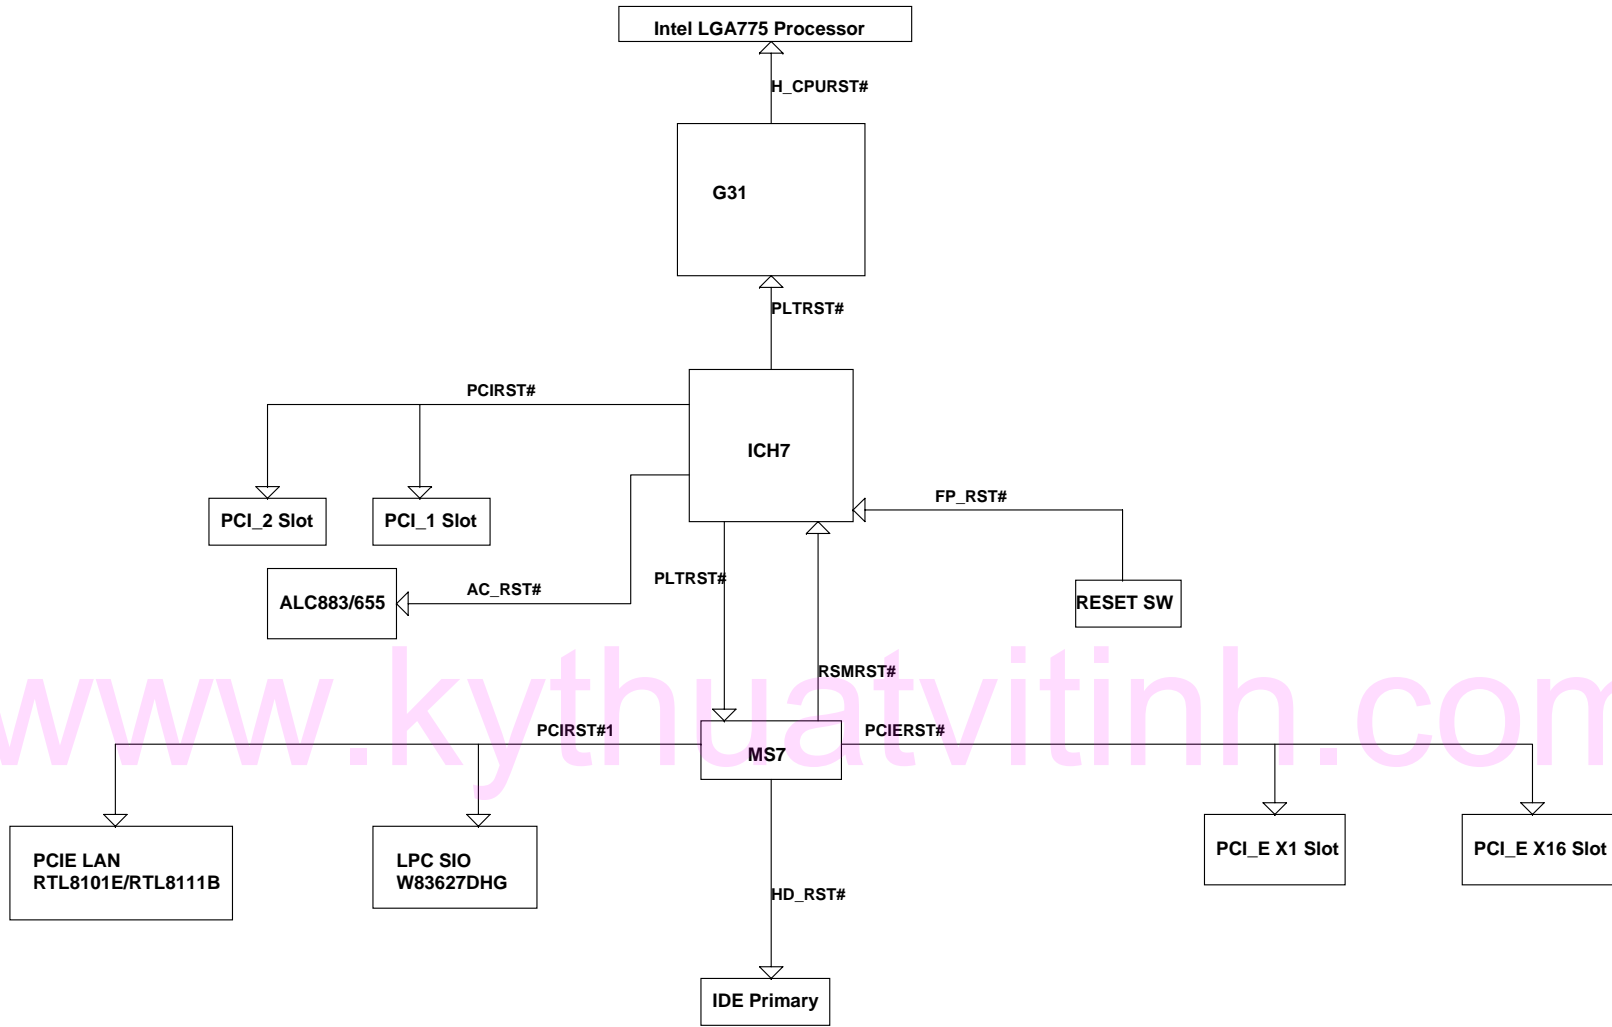 Intel LGA775 Processor
H_CPURST#
G31
PLTRST#
PCIRST#
ICH7
FP_RST#
PCI_2 Slot
PCI_1 Slot
PLTRST#
AC_RST#
ALC883/655
RESET SW
RSMRST#
www.kythuatvitinh.com
PCIRST#1
PCIERST#
MS7
PCIE LAN
RTL8101E/RTL8111B
LPC SIO
W83627DHG
PCI_E X1 Slot
PCI_E X16 Slot
HD_RST#
IDE Primary